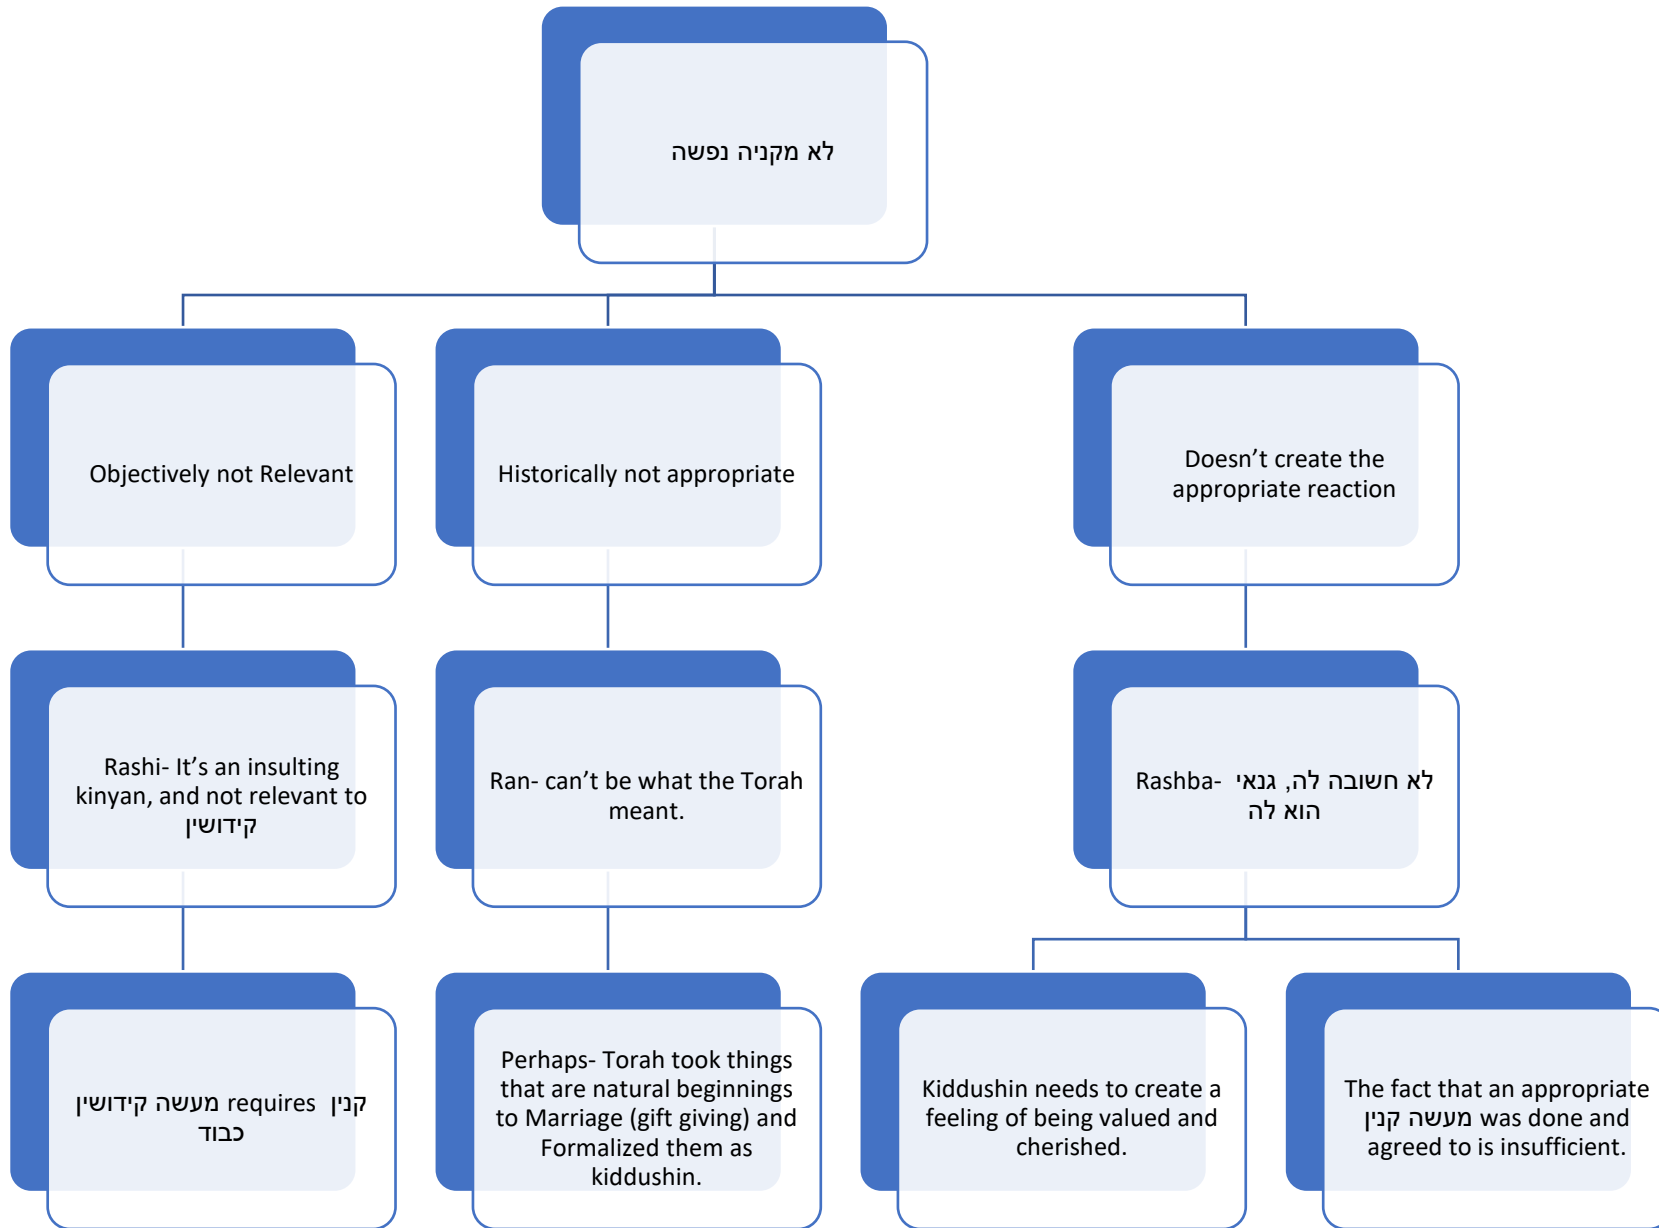 לא מקניה נפשה
Objectively not Relevant
Historically not appropriate
Doesn’t create the
appropriate reaction
Rashi- It’s an insulting
kinyan, and not relevant to
קידושין
Ran- can’t be what the Torah
meant.
Rashba- לא חשובה לה, גנאי
הוא לה
מעשה קידושין requires קנין
כבוד
Perhaps- Torah took things
that are natural beginnings
to Marriage (gift giving) and
Formalized them as
kiddushin.
Kiddushin needs to create a
feeling of being valued and
cherished.
The fact that an appropriate
מעשה קנין was done and
agreed to is insufficient.